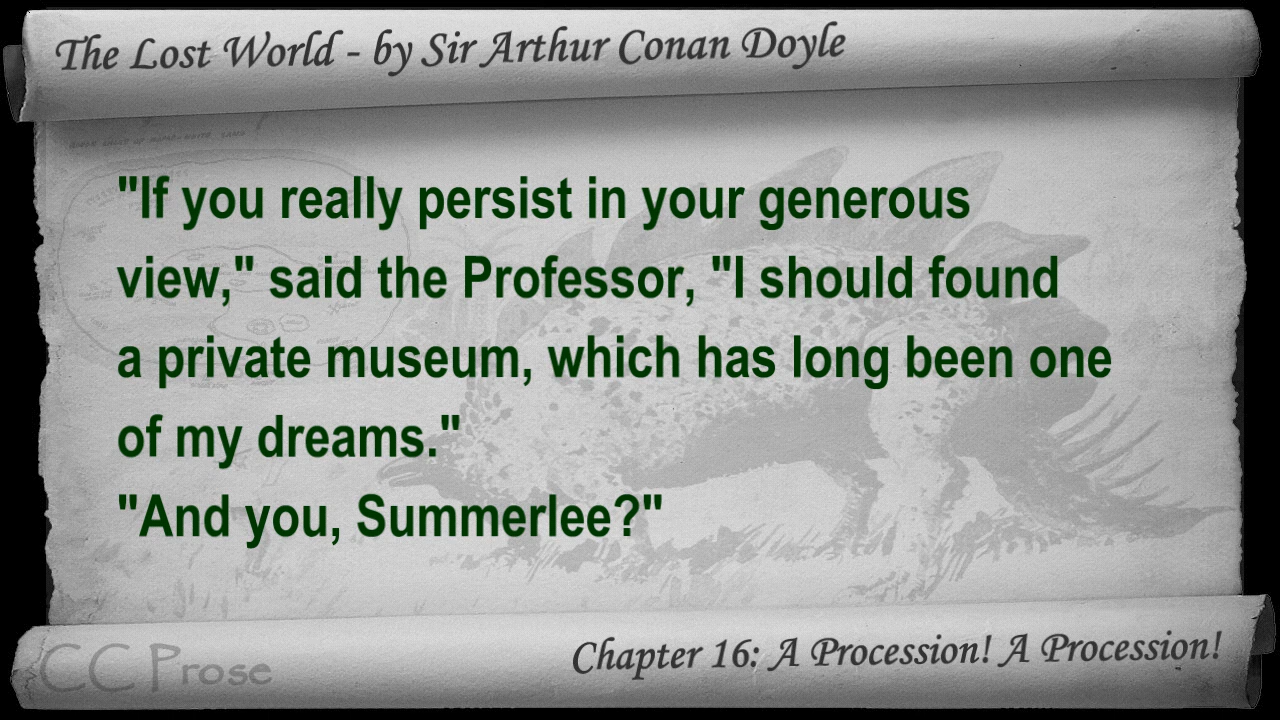 The Lost World - by Sir Arthur Conan Doyle
"If you really persist in your generous
view," said the Professor, "I should found
a private museum, which has long been one
of my dreams."
"And you, Summerlee?"
CC Prose
Chapter 16: A Procession! A Procession!